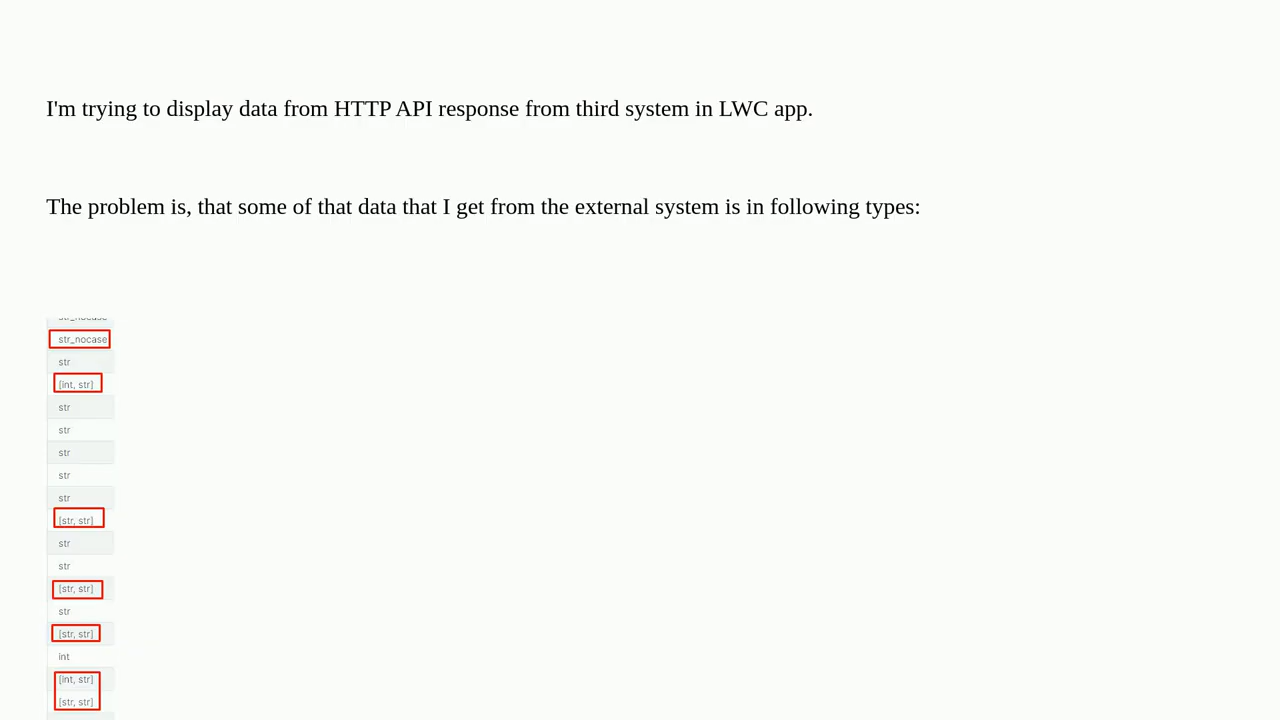 I'm trying to display data from HTTP API response from third system in LWC app.
The problem is, that some of that data that I get from the external system is in following types:
str_nocase
str_nocase
str
[int, str]
str
str
str
str
str
[str, str]
str
str
[str, str]
str
[str, str]
int
[int, str]
[str, str]